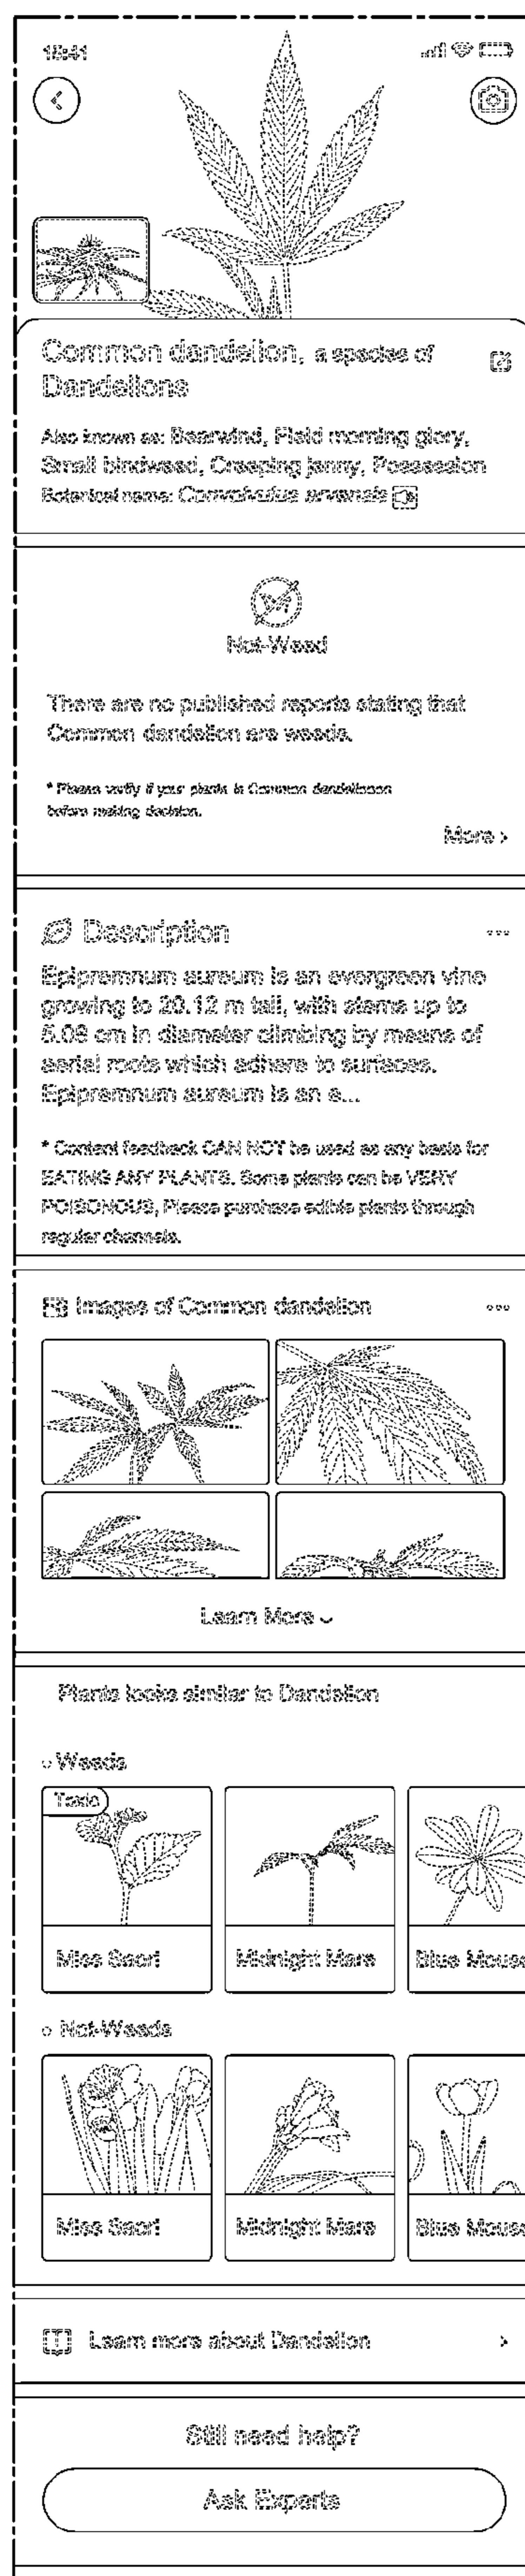 Common dandelion, a species of
Dandelions
Also known as: Bearwind, Field morning glory,
Small bindweed, Creeping jenny, Possession
Botanical name: Convolvulus arvensis
Not-Weed
There are no published reports stating that
Common dandelion are weeds.
* Please verify if your plants is Common dandelioon
before making decision.
More ›
Description
Epipremnum aureum is an evergreen vine
growing to 20.12 m tall, with stems up to
5.08 cm in diameter climbing by means of
aerial roots which adhere to surfaces.
Epipremnum aureum is an e...
* Content feedback CAN NOT be used as any basis for
EATING ANY PLANTS. Some plants can be VERY
POISONOUS, Please purchase edible plants through
regular channels.
Images of Common dandelion
Learn More
Plants looks similar to Dandelion
Weeds
Toxic
Miss Saori Midnight Mare Blue Mouse
Not-Weeds
Miss Saori Midnight Mare Blue Mouse
Learn more about Dandelion ›
Still need help?
Ask Experts